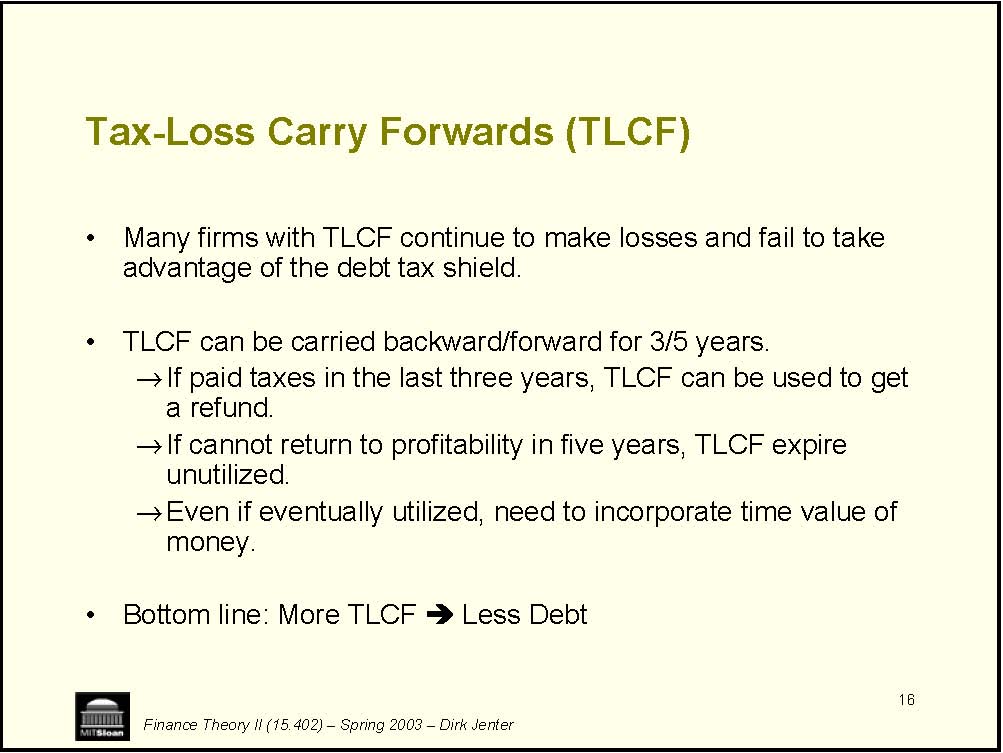 Tax-Loss Carry Forwards (TLCF)
• Many firms with TLCF continue to make losses and fail to take
advantage of the debt tax shield.
• TLCF can be carried backward/forward for 3/5 years.
→If paid taxes in the last three years, TLCF can be used to get
a refund.
→If cannot return to profitability in five years, TLCF expire
unutilized.
→Even if eventually utilized, need to incorporate time value of
money.
• Bottom line: More TLCF ➔ Less Debt
16
MITSloan
Finance Theory II (15.402) – Spring 2003 – Dirk Jenter